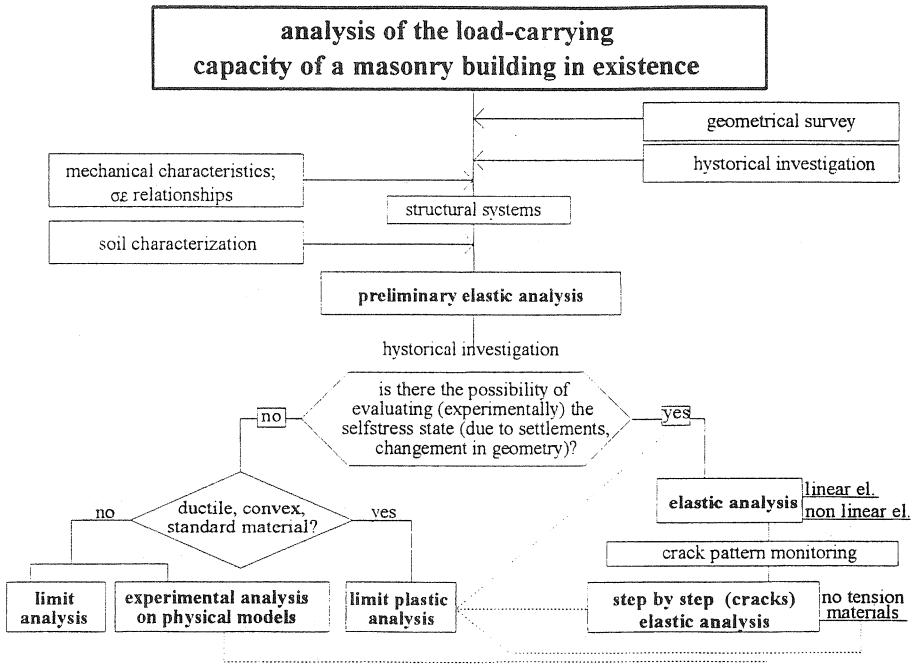 analysis of the load-carrying
capacity of a masonry building in existence
geometrical survey
hystorical investigation
mechanical characteristics;
σε relationships
structural systems
soil characterization
preliminary elastic analysis
hystorical investigation
is there the possibility of
evaluating (experimentally) the
selfstress state (due to settlements,
changement in geometry)?
no
yes
ductile, convex,
standard material?
no
yes
elastic analysis
linear el.
non linear el.
crack pattern monitoring
limit
analysis
experimental analysis
on physical models
limit plastic
analysis
step by step (cracks)
elastic analysis
no tension
materials